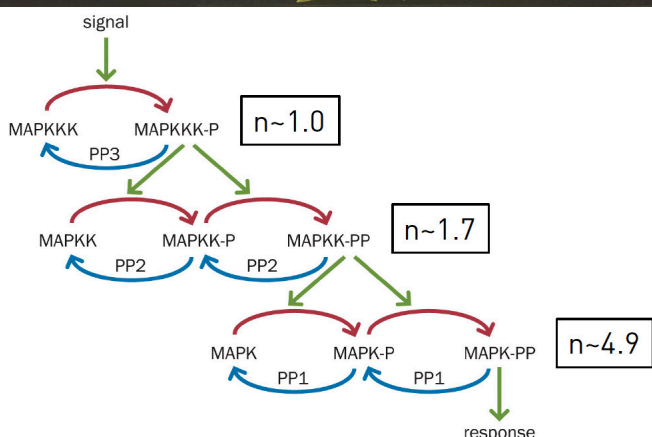 signal
MAPKKK MAPKKK-P n~1.0
PP3
MAPKK MAPKK-P MAPKK-PP n~1.7
PP2 PP2
MAPK MAPK-P MAPK-PP n~4.9
PP1 PP1
response